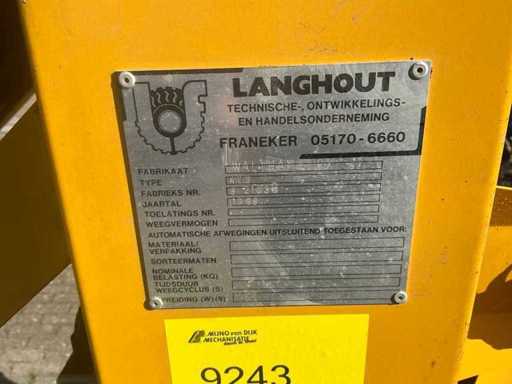 LANGHOUT
TECHNISCHE-, ONTWIKKELINGS-
EN HANDELSONDERNEMING
FRANEKER 05170-6660
FABRIKAAT
TYPE
FABRIEKS NR.
JAARTAL
TOELATINGS NR.
WEEGVERMOGEN
AUTOMATISCHE AFWEGINGEN UITSLUITEND TOEGESTAAN VOOR:
MATERIAAL/
VERPAKKING
SORTEERMATEN
NOMINALE
BELASTING (KG)
TIJDSDUUR
WEEGCYCLUS (S)
SPREIDING (W)(%)
MIJNO van DIJK
MECHANISATIE
9243